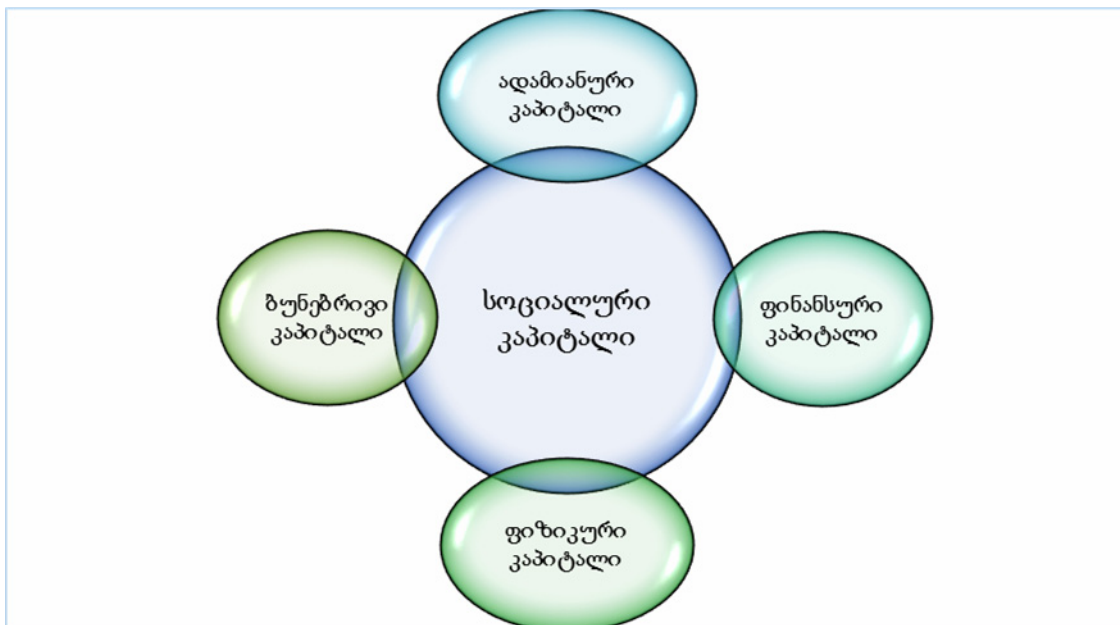 ადამიანური
კაპიტალი
ბუნებრივი
კაპიტალი
სოციალური
კაპიტალი
ფინანსური
კაპიტალი
ფიზიკური
კაპიტალი